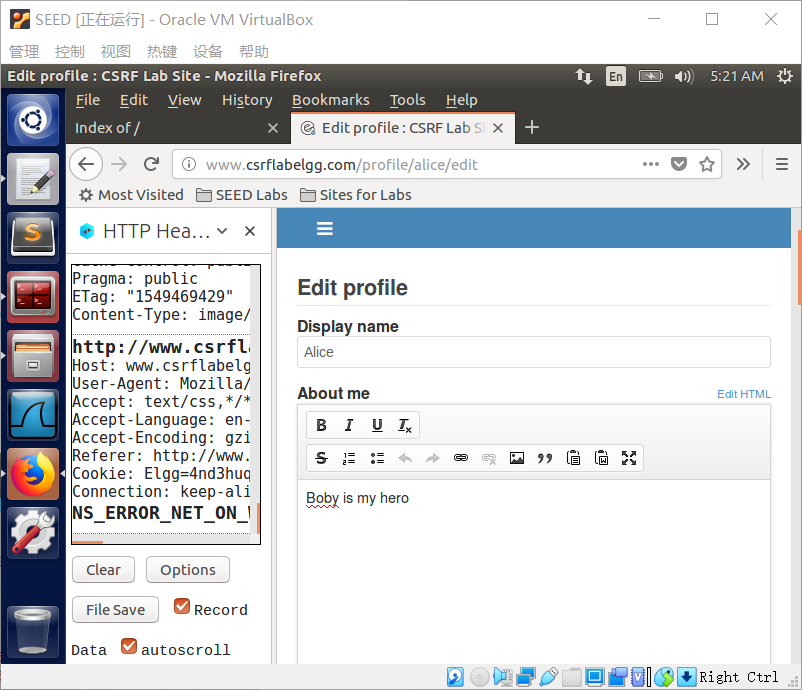 SEED [正在运行] - Oracle VM VirtualBox
管理 控制 视图 热键 设备 帮助
Edit profile : CSRF Lab Site - Mozilla Firefox En 5:21 AM
File Edit View History Bookmarks Tools Help
Index of / Edit profile : CSRF Lab Si
www.csrflabelgg.com/profile/alice/edit
Most Visited SEED Labs Sites for Labs
HTTP Hea...
Pragma: public
ETag: "1549469429"
Content-Type: image/
http://www.csrfl
Host: www.csrflabelg
User-Agent: Mozilla/
Accept: text/css,*/*
Accept-Language: en-
Accept-Encoding: gzi
Referer: http://www.
Cookie: Elgg=4nd3huq
Connection: keep-ali
NS_ERROR_NET_ON_
Clear Options
File Save Record
Data autoscroll
Edit profile
Display name
Alice
About me Edit HTML
B I U Tx
S
Boby is my hero
Right Ctrl